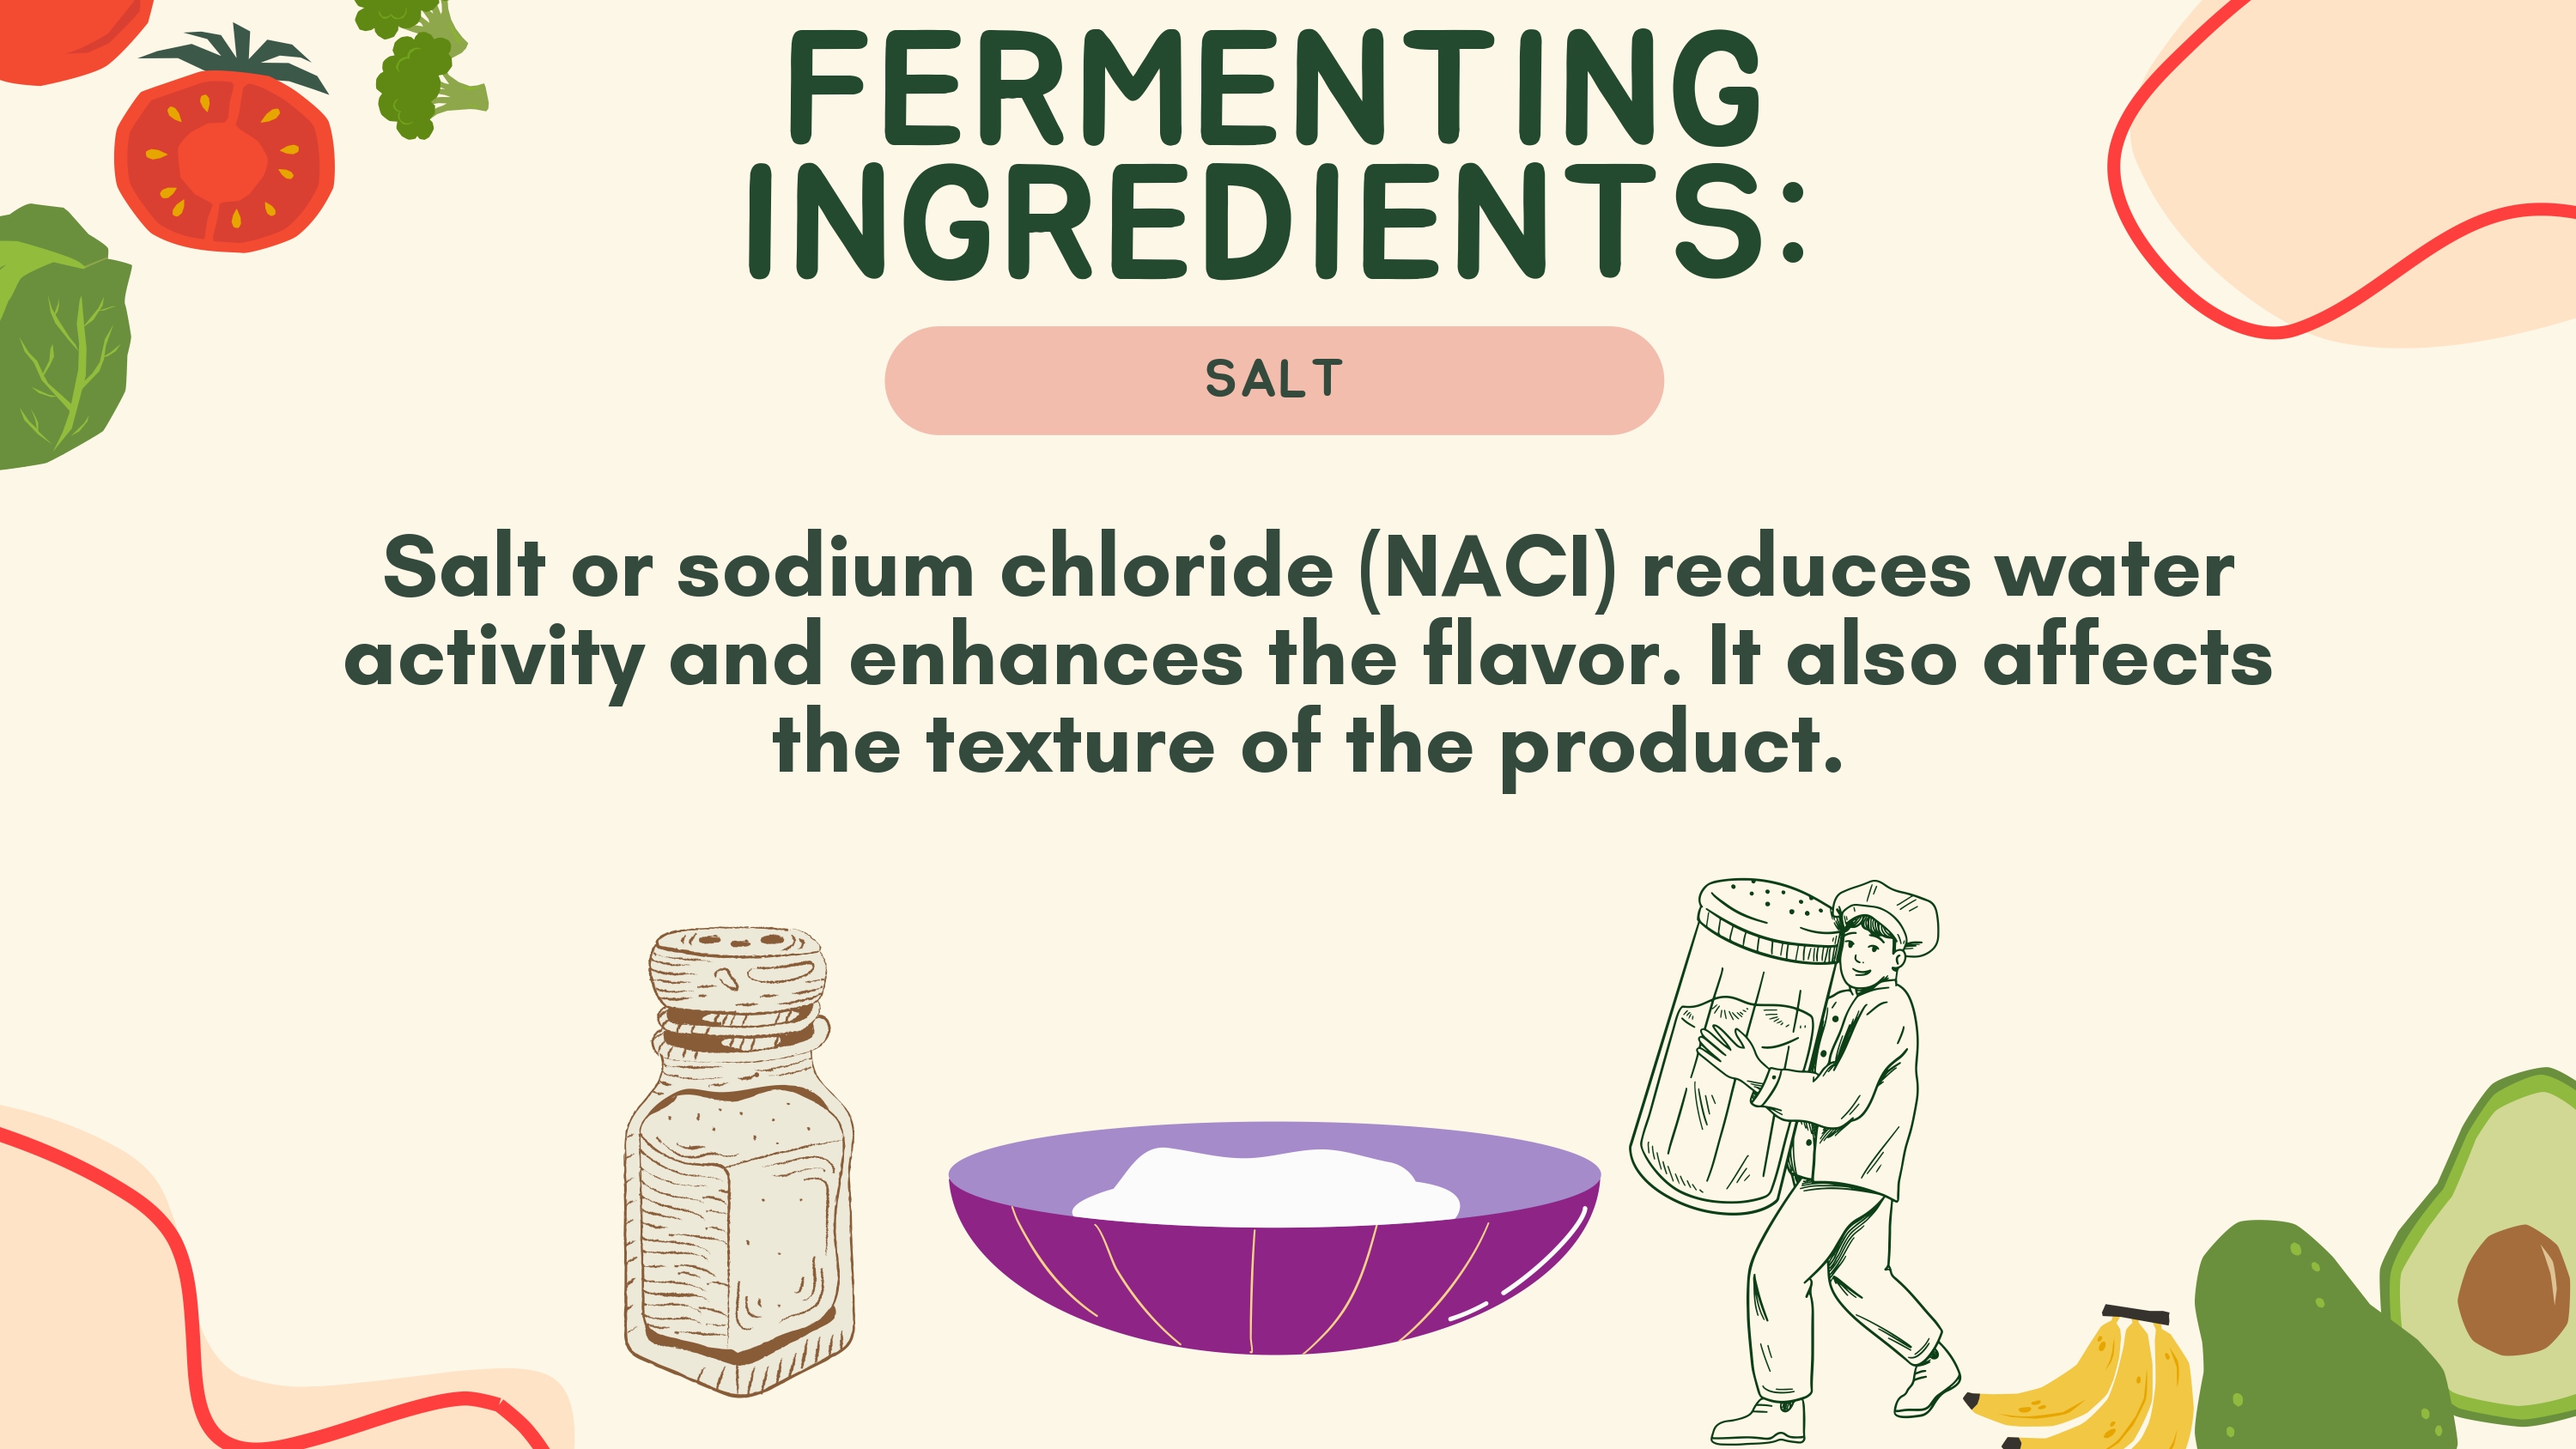 FERMENTING
INGREDIENTS:
SALT
Salt or sodium chloride (NACl) reduces water
activity and enhances the flavor. It also affects
the texture of the product.